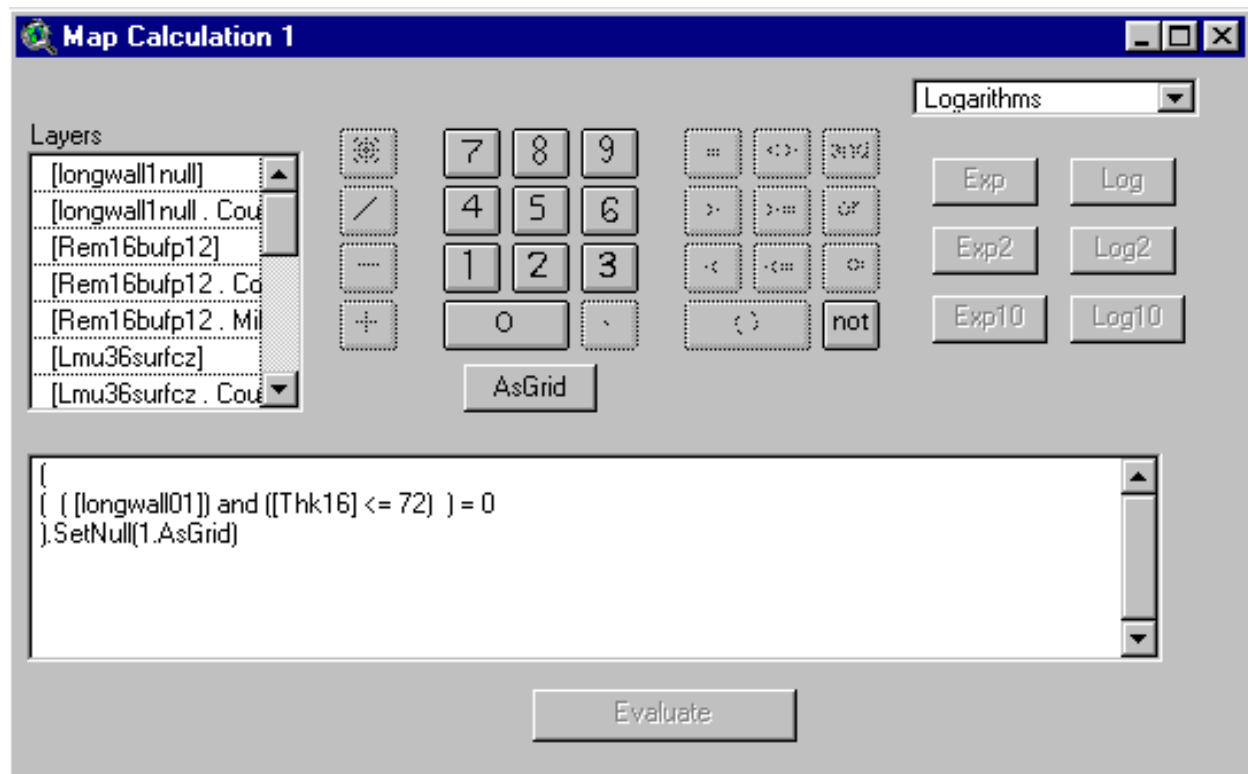 Map Calculation 1
Logarithms
Layers
[longwall1null]
[longwall1null . Cou
[Rem16bufp12]
[Rem16bufp12 . Co
[Rem16bufp12 . Mil
[Lmu36surfcz]
[Lmu36surfcz . Cou
/ 7 8 9 = <> Exp Log
4 5 6 > >= or
- 1 2 3 < <= Exp2 Log2
+ 0 . ( ) not Exp10 Log10
AsGrid
(
( ( [longwall01]) and ([Thk16] <= 72) ) = 0
).SetNull(1.AsGrid)
Evaluate